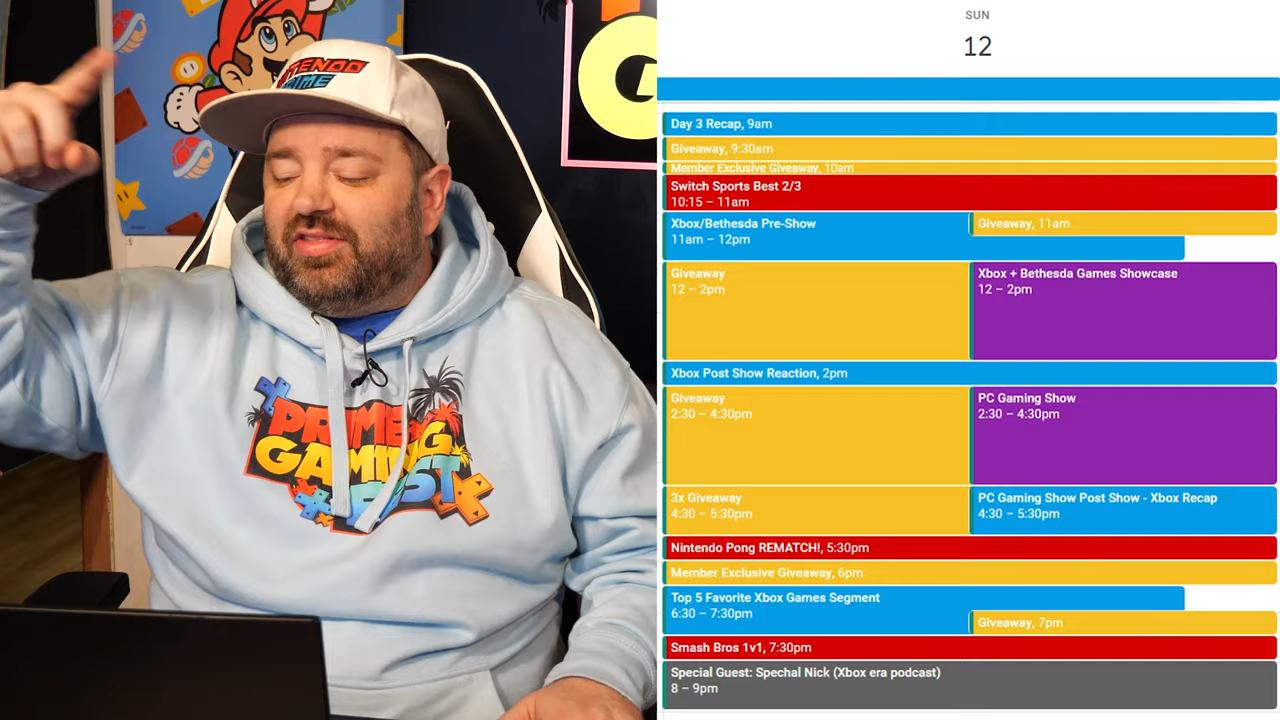 NINTENDO
PRIME
G
PRIME
GAMING
FEST
SUN
12
Day 3 Recap, 9am
Giveaway, 9:30am
Member Exclusive Giveaway, 10am
Switch Sports Best 2/3
10:15 – 11am
Xbox/Bethesda Pre-Show
11am – 12pm
Giveaway, 11am
Giveaway
12 – 2pm
Xbox + Bethesda Games Showcase
12 – 2pm
Xbox Post Show Reaction, 2pm
Giveaway
2:30 – 4:30pm
PC Gaming Show
2:30 – 4:30pm
3x Giveaway
4:30 – 5:30pm
PC Gaming Show Post Show - Xbox Recap
4:30 – 5:30pm
Nintendo Pong REMATCH!, 5:30pm
Member Exclusive Giveaway, 6pm
Top 5 Favorite Xbox Games Segment
6:30 – 7:30pm
Giveaway, 7pm
Smash Bros 1v1, 7:30pm
Special Guest: Spechal Nick (Xbox era podcast)
8 – 9pm